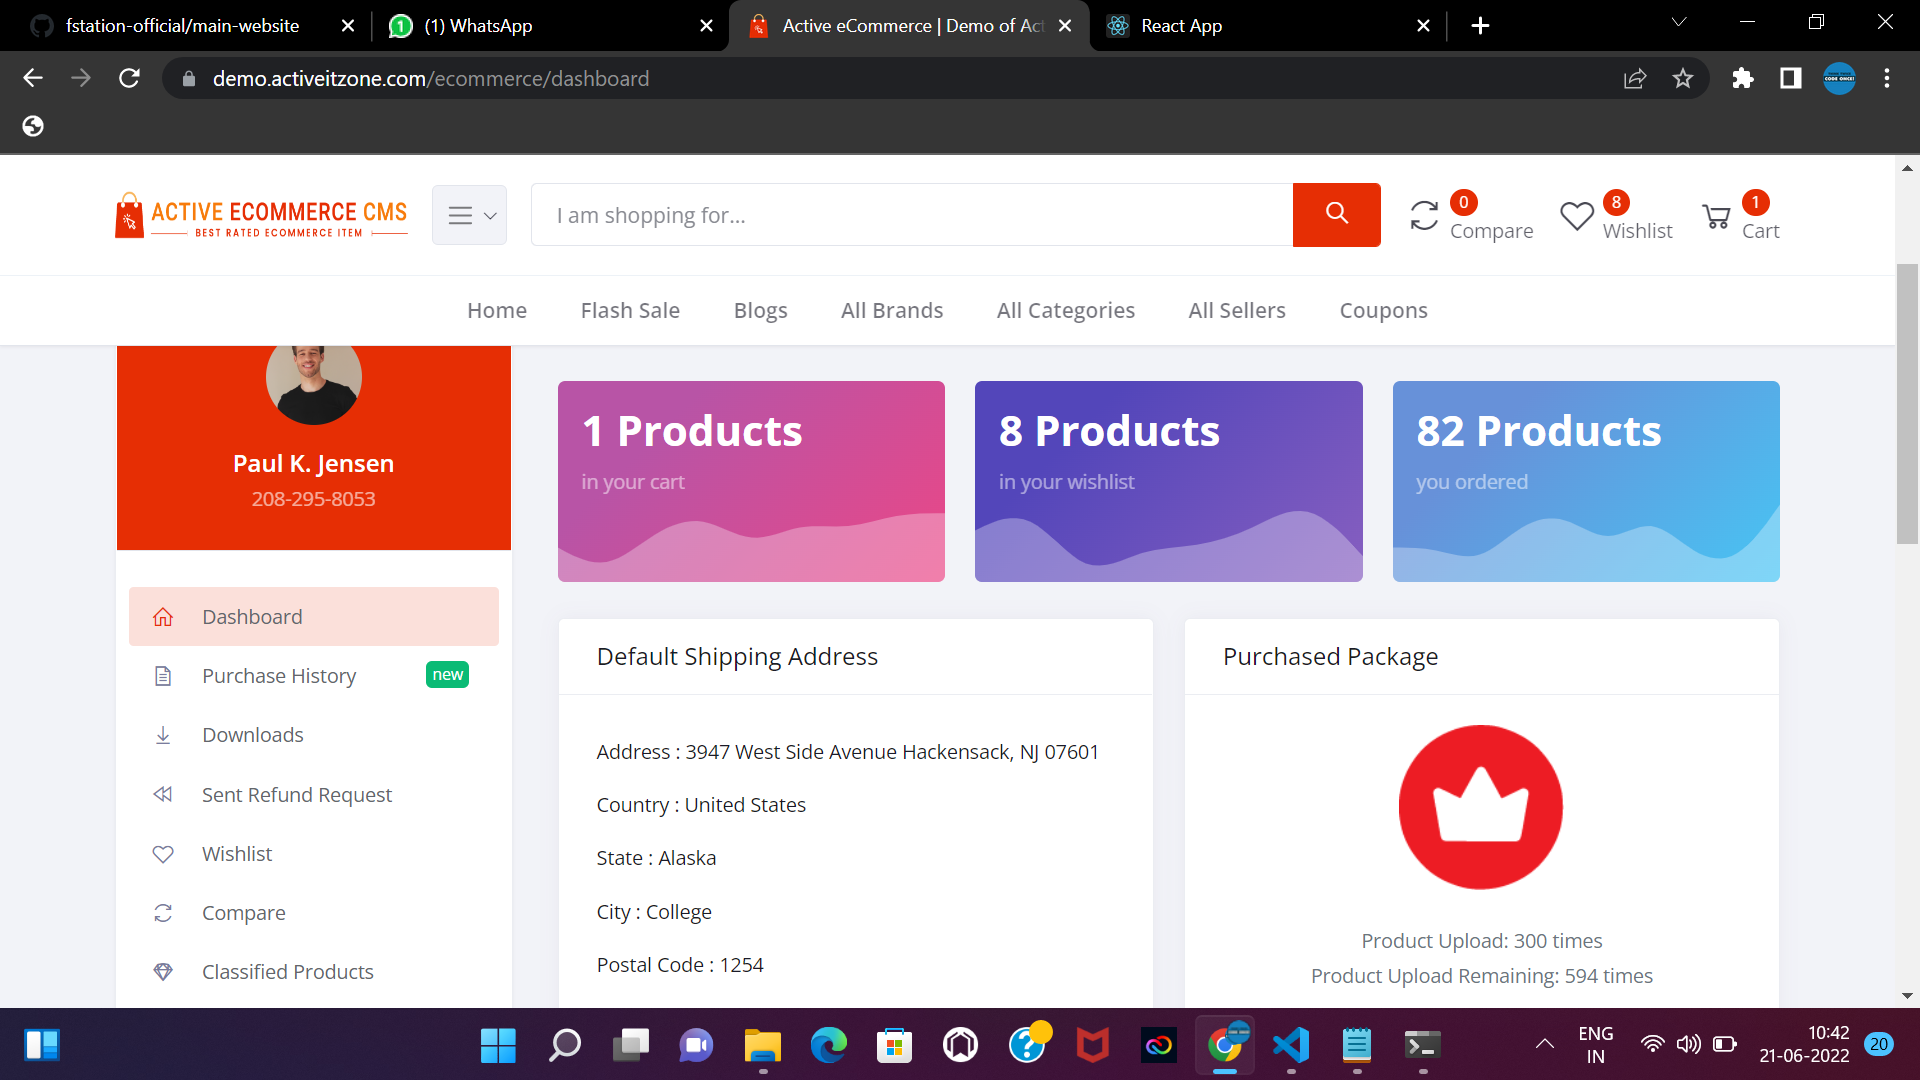 fstation-official/main-website
(1) WhatsApp
Active eCommerce | Demo of Act
React App
demo.activeitzone.com/ecommerce/dashboard
CODE ONCE!
ACTIVE ECOMMERCE CMS
BEST RATED ECOMMERCE ITEM
I am shopping for...
0
Compare
8
Wishlist
1
Cart
Home
Flash Sale
Blogs
All Brands
All Categories
All Sellers
Coupons
Paul K. Jensen
208-295-8053
1 Products
in your cart
8 Products
in your wishlist
82 Products
you ordered
Dashboard
Purchase History
new
Downloads
Sent Refund Request
Wishlist
Compare
Classified Products
Default Shipping Address
Address : 3947 West Side Avenue Hackensack, NJ 07601
Country : United States
State : Alaska
City : College
Postal Code : 1254
Purchased Package
Product Upload: 300 times
Product Upload Remaining: 594 times
ENG
IN
10:42
21-06-2022
20